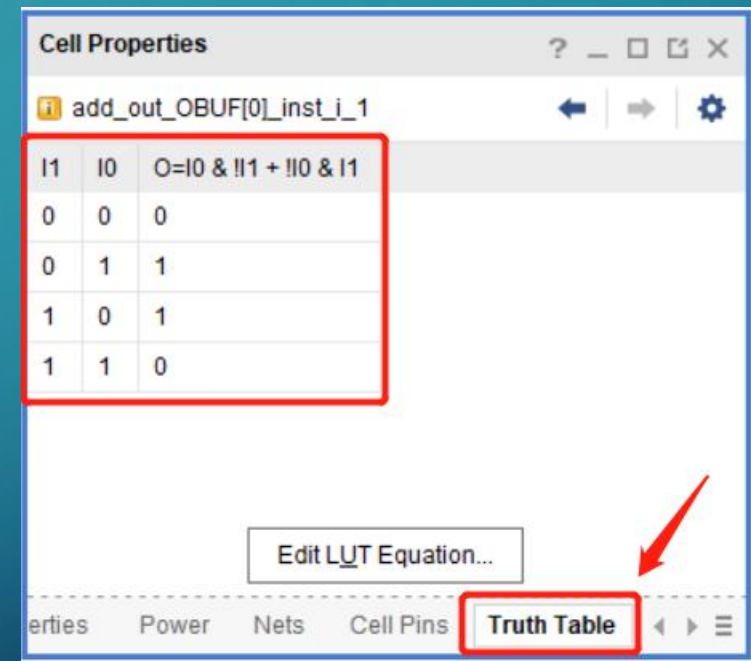 Cell Properties
add_out_OBUF[0]_inst_i_1
I1 I0 O=I0 & !I1 + !I0 & I1
0 0 0
0 1 1
1 0 1
1 1 0
Edit LUT Equation...
erties Power Nets Cell Pins Truth Table